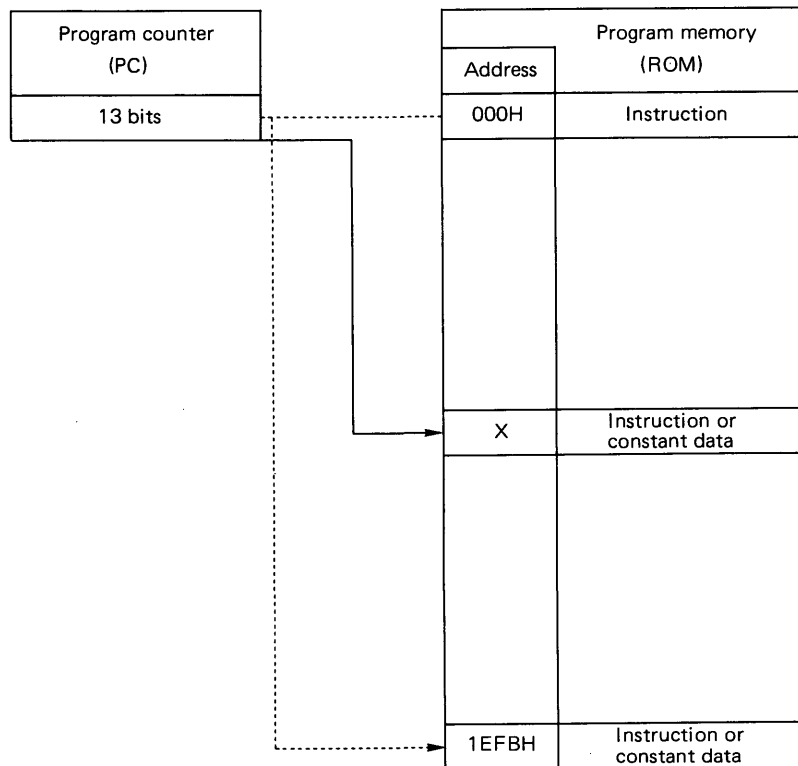 Program counter
(PC)
13 bits
Program memory
(ROM)
Address
000H
Instruction
X
Instruction or
constant data
1EFBH
Instruction or
constant data